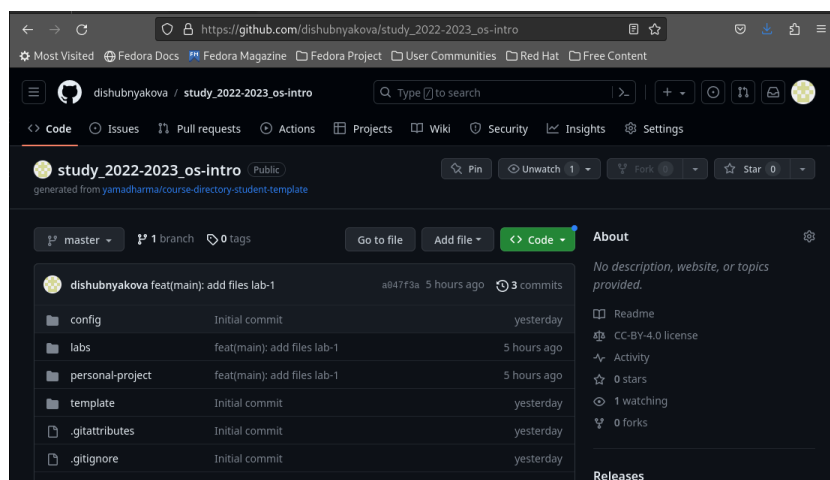 https://github.com/dishubnyakova/study_2022-2023_os-intro
Most Visited Fedora Docs Fedora Magazine Fedora Project User Communities Red Hat Free Content
dishubnyakova / study_2022-2023_os-intro Type / to search
Code Issues Pull requests Actions Projects Wiki Security Insights Settings
study_2022-2023_os-intro Public Pin Unwatch 1 Fork 0 Star 0
generated from yamadharma/course-directory-student-template
master 1 branch 0 tags Go to file Add file Code
dishubnyakova feat(main): add files lab-1 a047f3a 5 hours ago 3 commits
config Initial commit yesterday
labs feat(main): add files lab-1 5 hours ago
personal-project feat(main): add files lab-1 5 hours ago
template Initial commit yesterday
.gitattributes Initial commit yesterday
.gitignore Initial commit yesterday
About
No description, website, or topics
provided.
Readme
CC-BY-4.0 license
Activity
0 stars
1 watching
0 forks
Releases